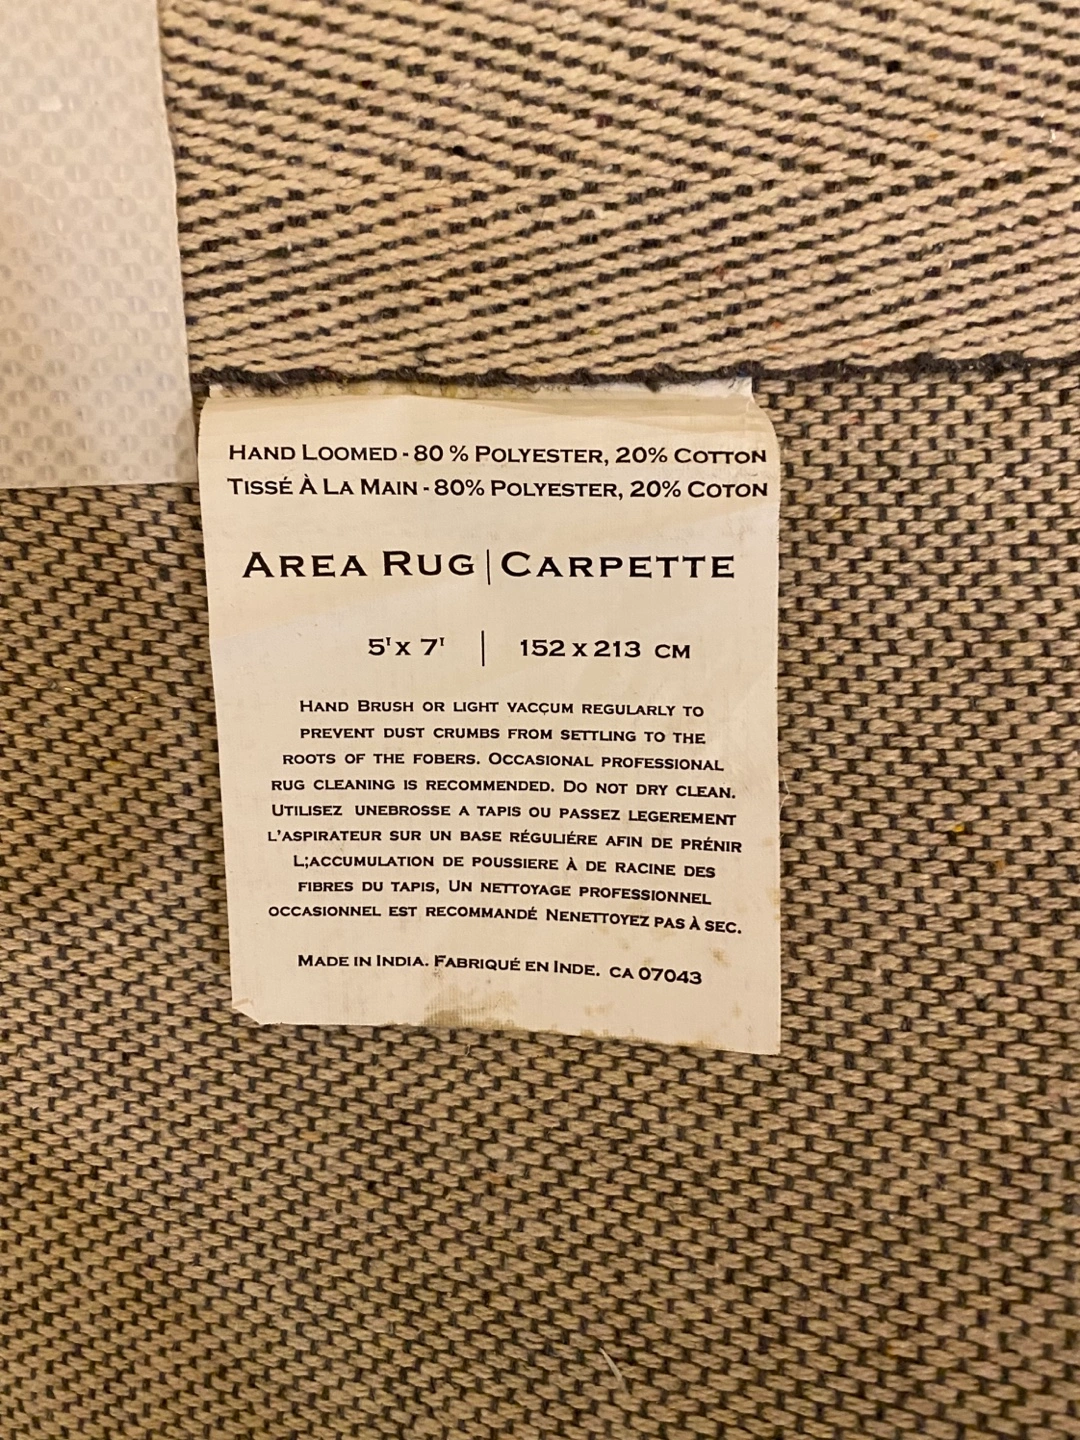 HAND LOOMED - 80 % POLYESTER, 20% COTTON
TISSÉ À LA MAIN - 80% POLYESTER, 20% COTON
AREA RUG | CARPETTE
5' X 7' | 152 X 213 CM
HAND BRUSH OR LIGHT VACÇUM REGULARLY TO
PREVENT DUST CRUMBS FROM SETTLING TO THE
ROOTS OF THE FOBERS. OCCASIONAL PROFESSIONAL
RUG CLEANING IS RECOMMENDED. DO NOT DRY CLEAN.
UTILISEZ UNEBROSSE A TAPIS OU PASSEZ LEGEREMENT
L'ASPIRATEUR SUR UN BASE RÉGULIÉRE AFIN DE PRÉNIR
L;ACCUMULATION DE POUSSIERE À DE RACINE DES
FIBRES DU TAPIS, UN NETTOYAGE PROFESSIONNEL
OCCASIONNEL EST RECOMMANDÉ NENETTOYEZ PAS À SEC.
MADE IN INDIA. FABRIQUÉ EN INDE. CA 07043